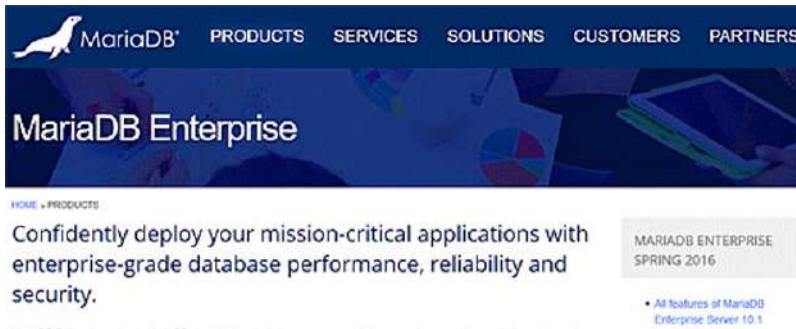 MariaDB®
PRODUCTS SERVICES SOLUTIONS CUSTOMERS PARTNERS
MariaDB Enterprise
HOME » PRODUCTS
Confidently deploy your mission-critical applications with
enterprise-grade database performance, reliability and
security.
MARIADB ENTERPRISE
SPRING 2016
• All features of MariaDB
Enterprise Server 10.1